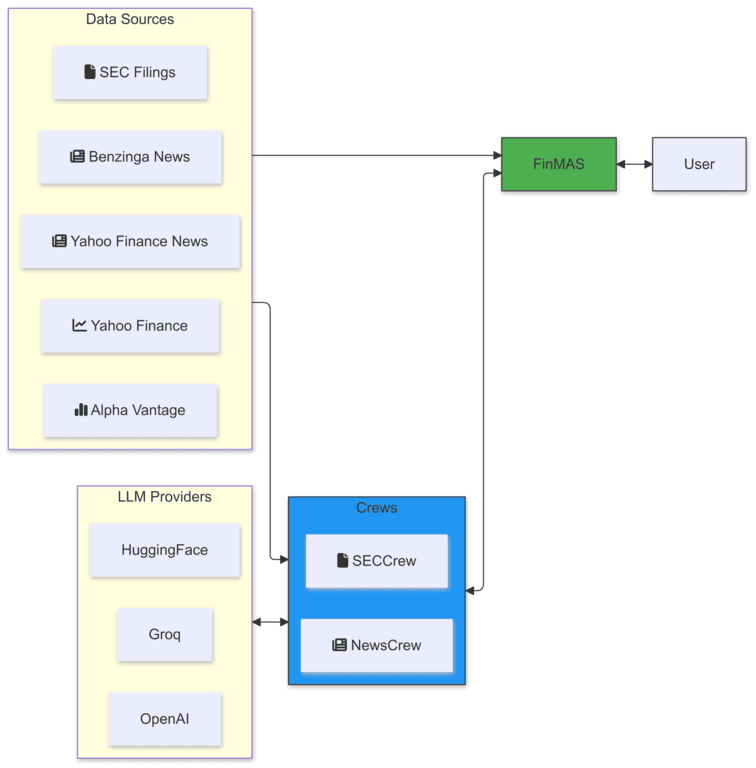 Data Sources
SEC Filings
Benzinga News
Yahoo Finance News
Yahoo Finance
Alpha Vantage
FinMAS
User
LLM Providers
HuggingFace
Groq
OpenAI
Crews
SECCrew
NewsCrew